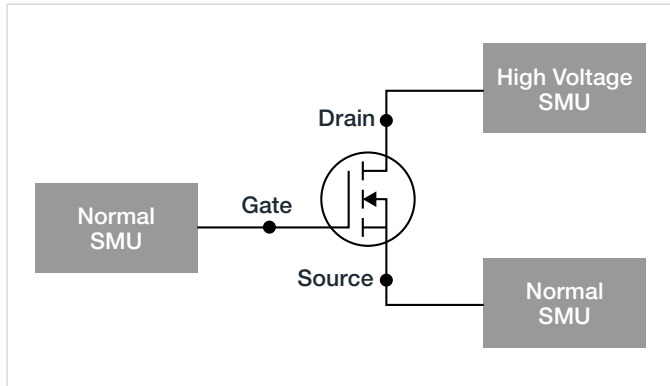 High Voltage
SMU
Drain
Gate
Normal
SMU
Source
Normal
SMU